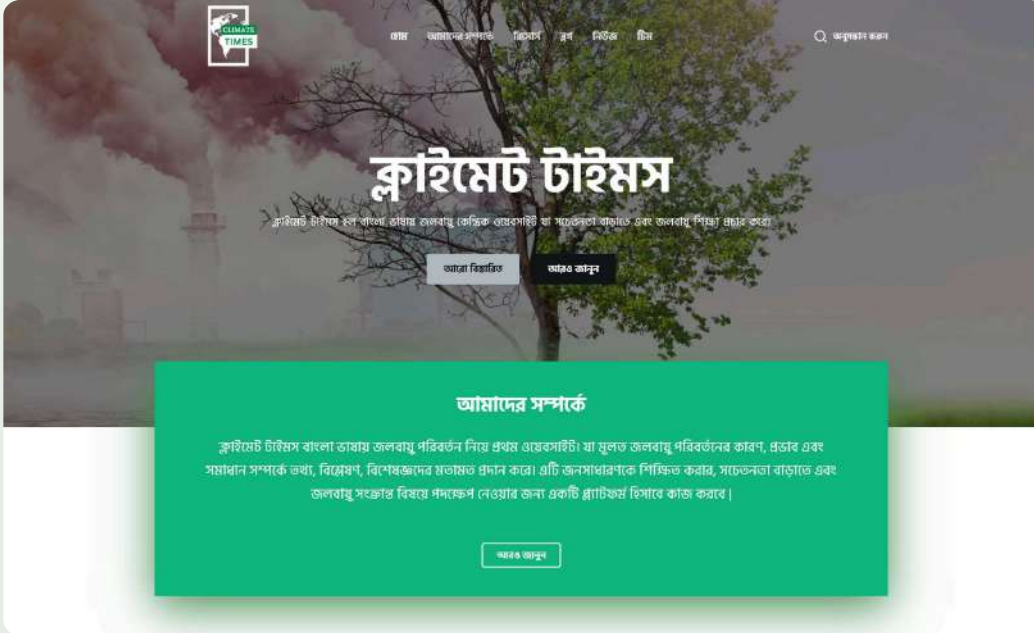 CLIMATE
TIMES
হোম আমাদের সম্পর্কে রিসোর্স ব্লগ নিউজ টিম
অনুসন্ধান করুন
ক্লাইমেট টাইমস
ক্লাইমেট টাইমস হল বাংলা ভাষায় জলবায়ু কেন্দ্রিক ওয়েবসাইট যা সচেতনতা বাড়াতে এবং জলবায়ু শিক্ষা প্রচার করে।
আরো বিস্তারিত আরও জানুন
আমাদের সম্পর্কে
ক্লাইমেট টাইমস বাংলা ভাষায় জলবায়ু পরিবর্তন নিয়ে প্রথম ওয়েবসাইট। যা মূলত জলবায়ু পরিবর্তনের কারণ, প্রভাব এবং
সমাধান সম্পর্কে তথ্য, বিশ্লেষণ, বিশেষজ্ঞদের মতামত প্রদান করে। এটি জনসাধারণকে শিক্ষিত করার, সচেতনতা বাড়াতে এবং
জলবায়ু সংক্রান্ত বিষয়ে পদক্ষেপ নেওয়ার জন্য একটি প্ল্যাটফর্ম হিসাবে কাজ করবে |
আরও জানুন